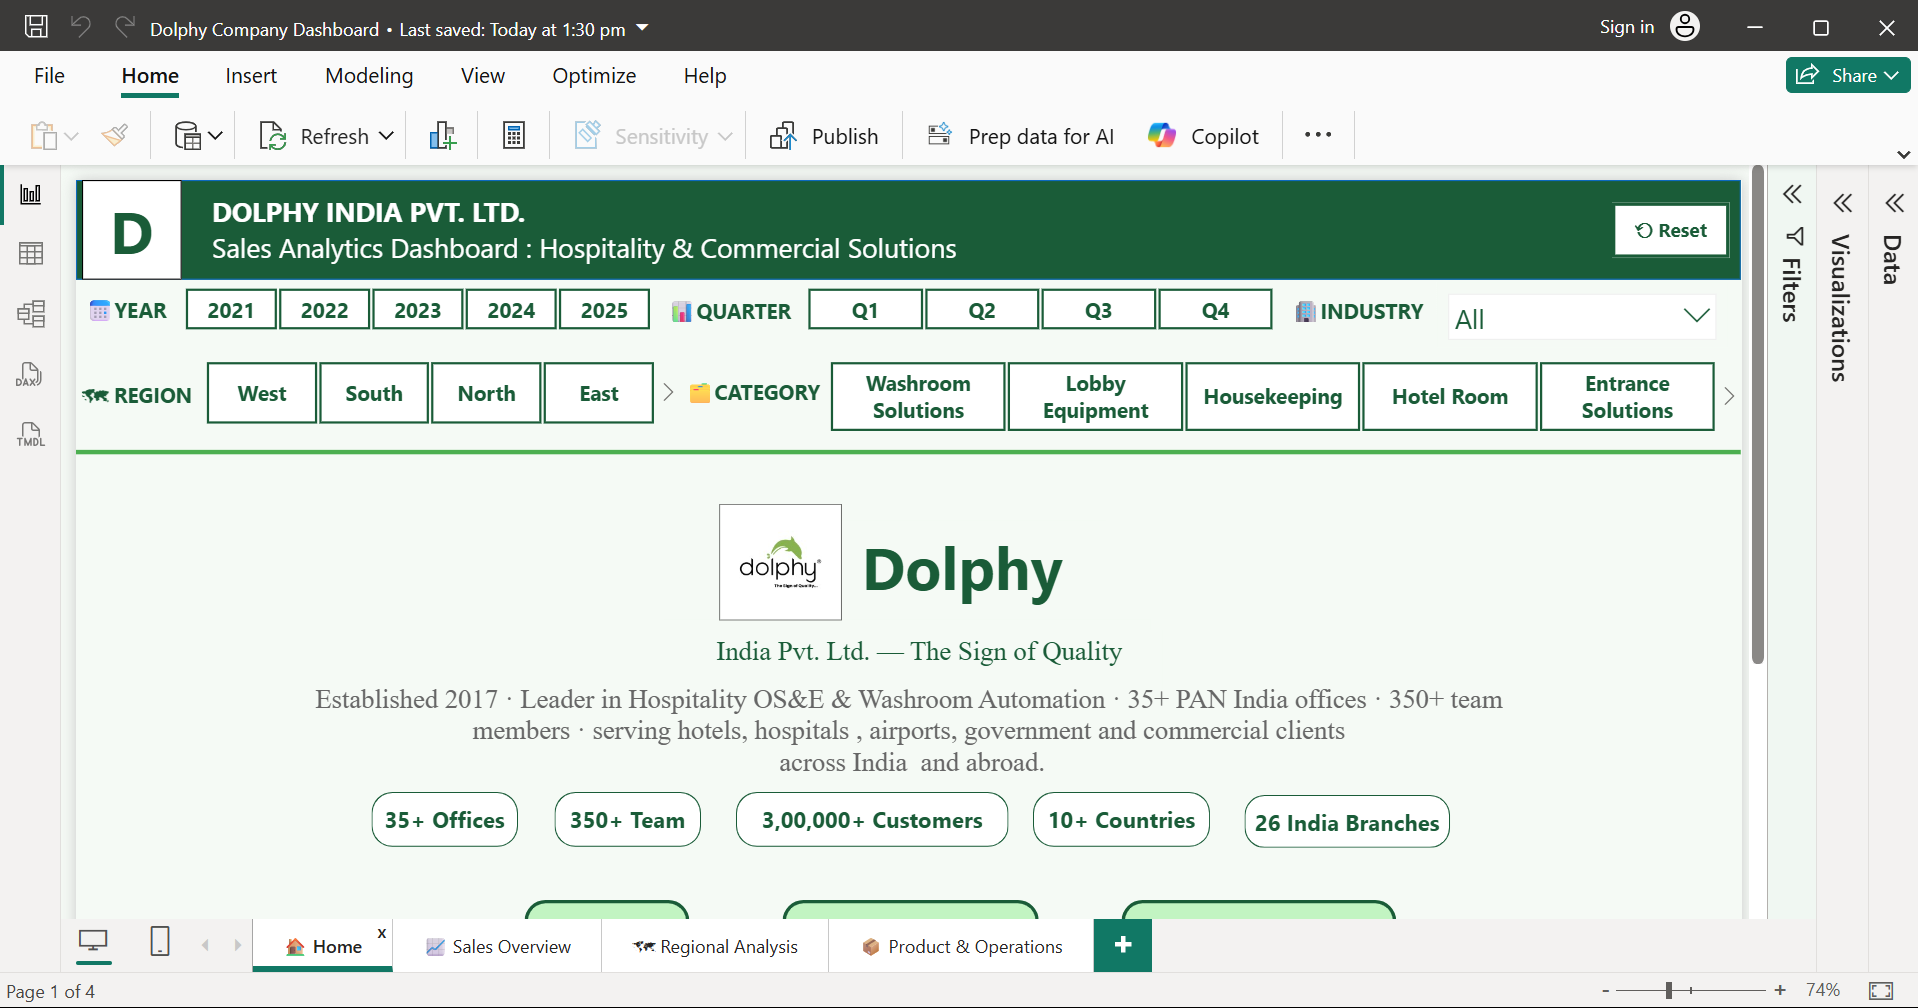 Dolphy Company Dashboard • Last saved: Today at 1:30 pm
Sign in
File Home Insert Modeling View Optimize Help
Share
Refresh
Sensitivity
Publish
Prep data for AI
Copilot
D
DOLPHY INDIA PVT. LTD.
Sales Analytics Dashboard : Hospitality & Commercial Solutions
Reset
YEAR 2021 2022 2023 2024 2025
QUARTER Q1 Q2 Q3 Q4
INDUSTRY All
REGION West South North East
CATEGORY
Washroom
Solutions
Lobby
Equipment
Housekeeping
Hotel Room
Entrance
Solutions
Filters
Visualizations
Data
DAX
TMDL
dolphy®
The Sign of Quality...
Dolphy
India Pvt. Ltd. — The Sign of Quality
Established 2017 · Leader in Hospitality OS&E & Washroom Automation · 35+ PAN India offices · 350+ team
members · serving hotels, hospitals , airports, government and commercial clients
across India  and abroad.
35+ Offices
350+ Team
3,00,000+ Customers
10+ Countries
26 India Branches
Home x
Sales Overview
Regional Analysis
Product & Operations
+
Page 1 of 4
- + 74%